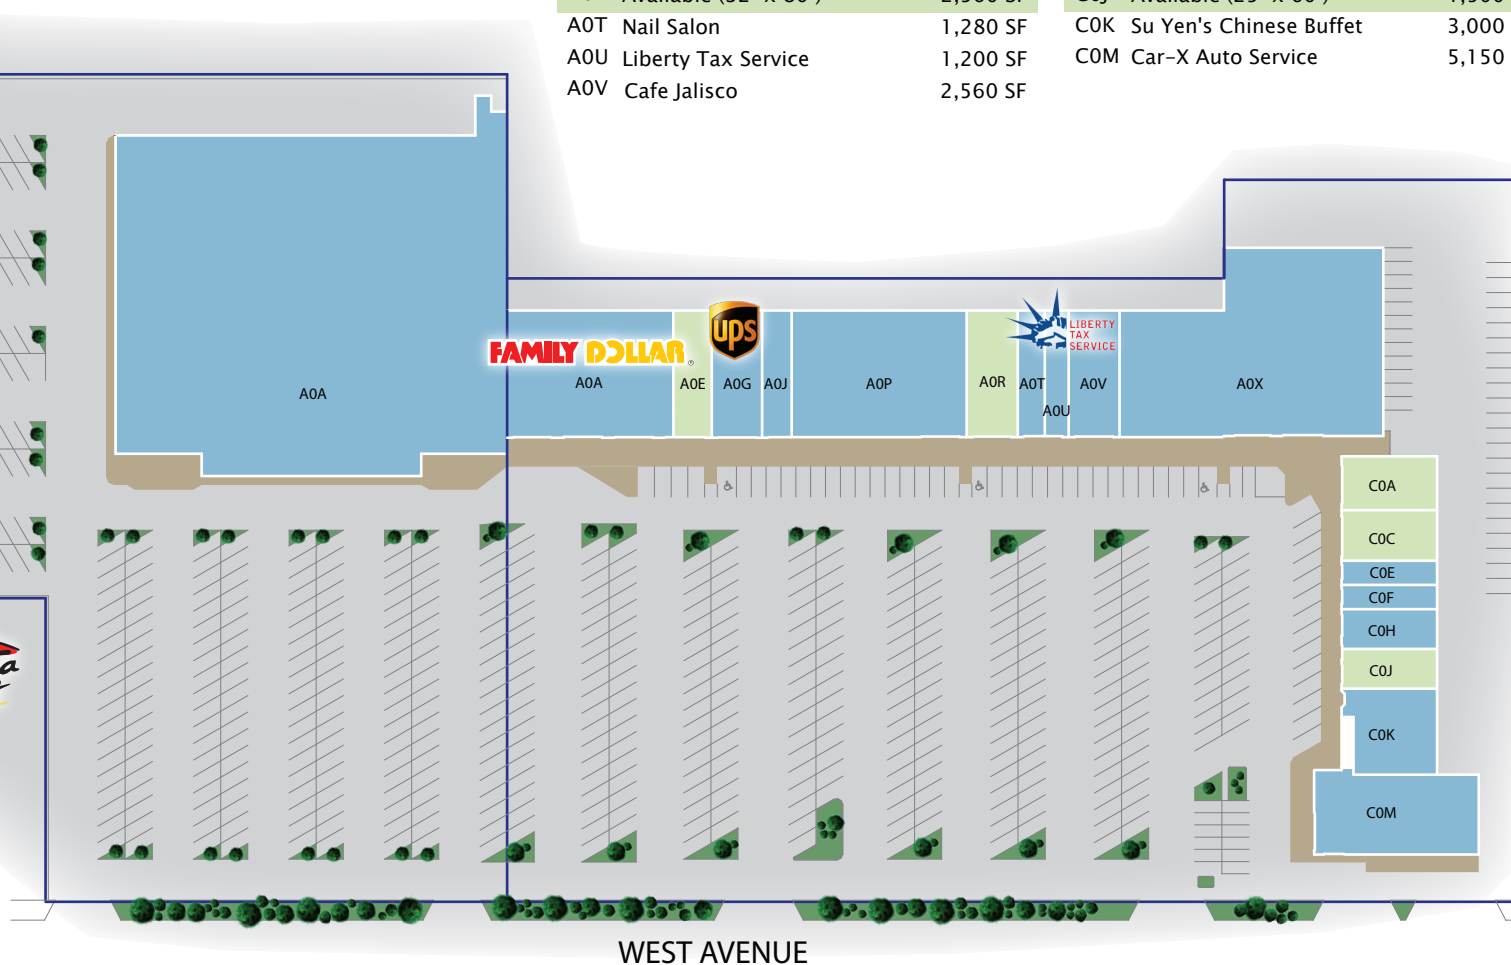 A0T Nail Salon 1,280 SF
A0U Liberty Tax Service 1,200 SF
A0V Cafe Jalisco 2,560 SF
C0K Su Yen's Chinese Buffet 3,000
C0M Car-X Auto Service 5,150
ups
LIBERTY
TAX
SERVICE
FAMILY DOLLAR®
A0A
A0A
A0E
A0G
A0J
A0P
A0R
A0T
A0U
A0V
A0X
C0A
C0C
C0E
C0F
C0H
C0J
C0K
C0M
WEST AVENUE